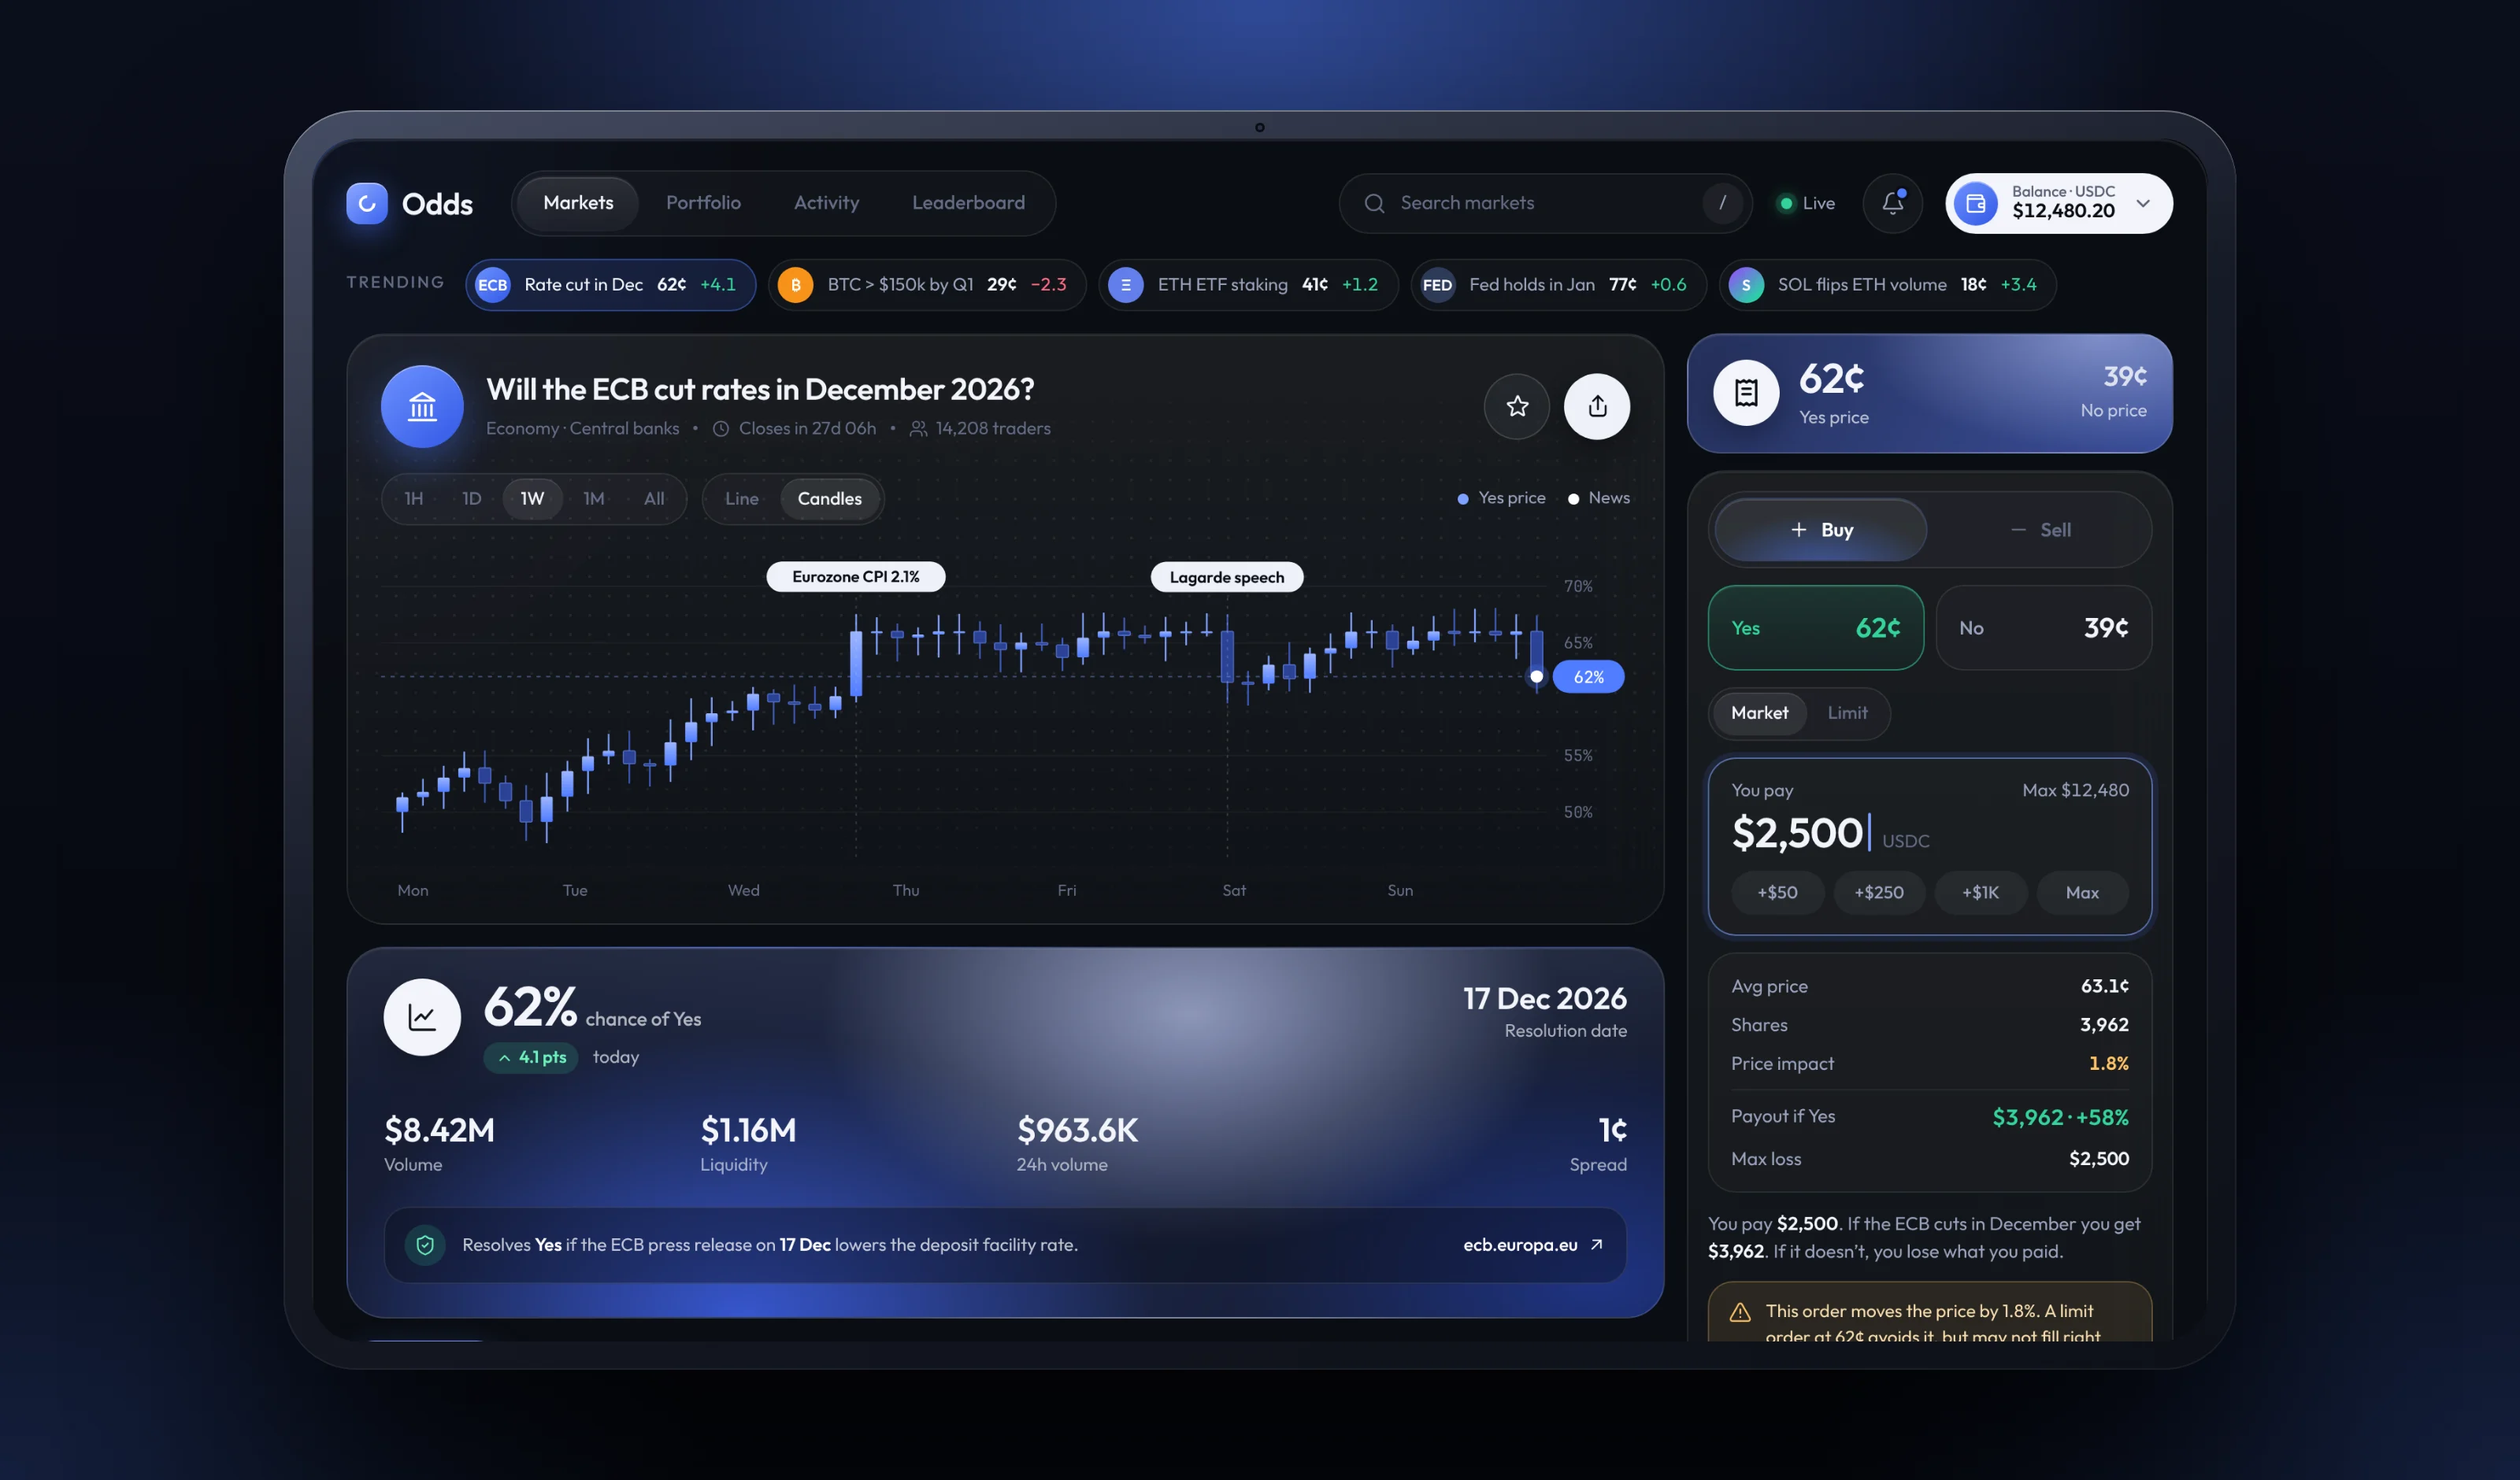 Odds
Markets Portfolio Activity Leaderboard
Search markets /
Live
Balance · USDC
$12,480.20
TRENDING
ECB Rate cut in Dec 62¢ +4.1
B BTC > $150k by Q1 29¢ −2.3
Ξ ETH ETF staking 41¢ +1.2
FED Fed holds in Jan 77¢ +0.6
S SOL flips ETH volume 18¢ +3.4
Will the ECB cut rates in December 2026?
Economy · Central banks • Closes in 27d 06h • 14,208 traders
1H 1D 1W 1M All
Line Candles
Yes price News
Eurozone CPI 2.1%
Lagarde speech
70%
65%
62%
55%
50%
Mon Tue Wed Thu Fri Sat Sun
62% chance of Yes
4.1 pts today
17 Dec 2026
Resolution date
$8.42M
Volume
$1.16M
Liquidity
$963.6K
24h volume
1¢
Spread
Resolves Yes if the ECB press release on 17 Dec lowers the deposit facility rate.
ecb.europa.eu
62¢
Yes price
39¢
No price
Buy Sell
Yes 62¢
No 39¢
Market Limit
You pay Max $12,480
$2,500 USDC
+$50 +$250 +$1K Max
Avg price 63.1¢
Shares 3,962
Price impact 1.8%
Payout if Yes $3,962 · +58%
Max loss $2,500
You pay $2,500. If the ECB cuts in December you get
$3,962. If it doesn’t, you lose what you paid.
This order moves the price by 1.8%. A limit
order at 62¢ avoids it, but may not fill right